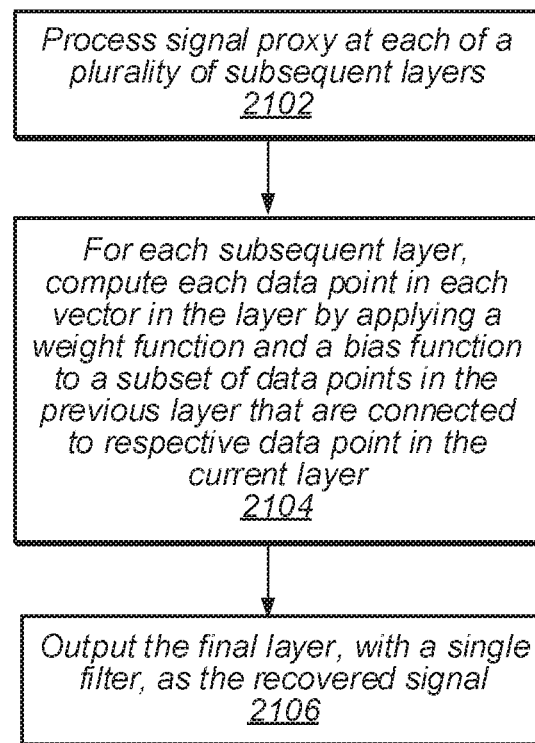 Process signal proxy at each of a
plurality of subsequent layers
2102
For each subsequent layer,
compute each data point in each
vector in the layer by applying a
weight function and a bias function
to a subset of data points in the
previous layer that are connected
to respective data point in the
current layer
2104
Output the final layer, with a single
filter, as the recovered signal
2106